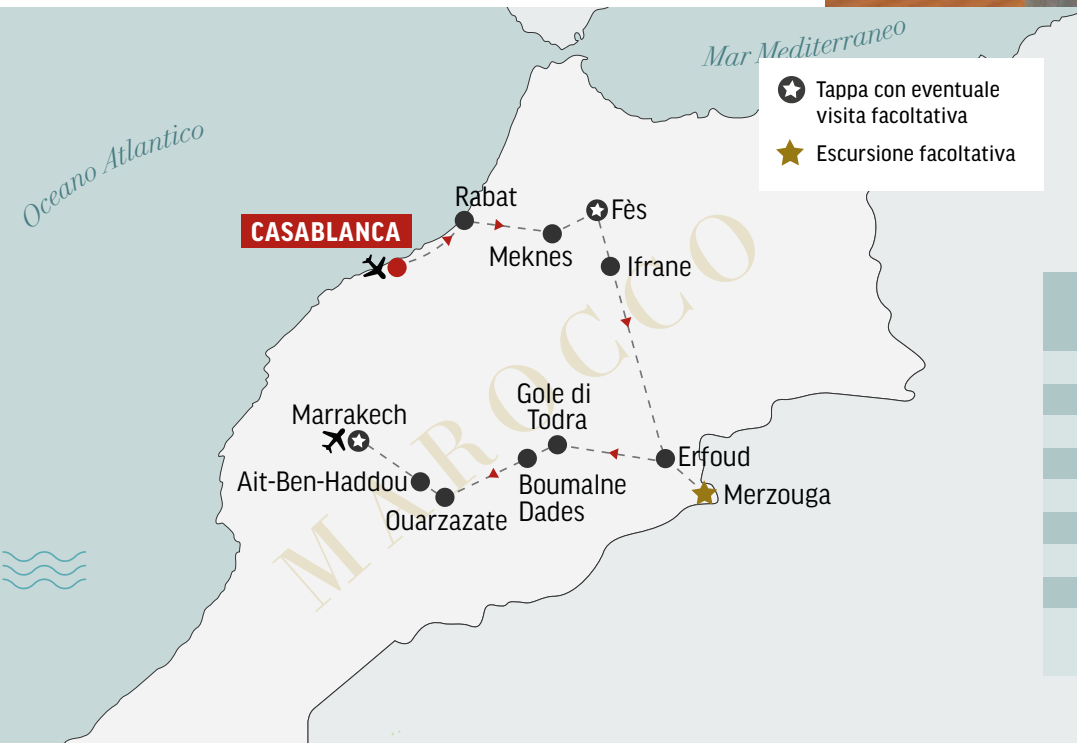 Mar Mediterraneo
Tappa con eventuale
visita facoltativa
Escursione facoltativa
Oceano Atlantico
Rabat
Fès
CASABLANCA
Meknes
Ifrane
MAROCCO
Gole di
Todra
Marrakech
Erfoud
Ait-Ben-Haddou
Boumalne
Dades
Merzouga
Ouarzazate